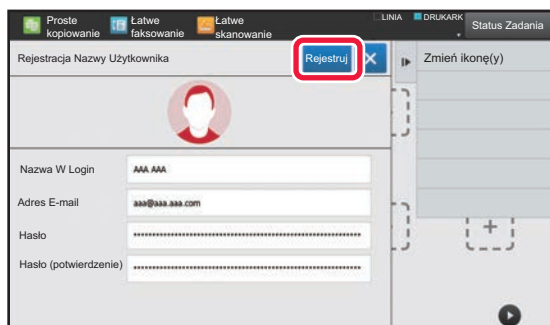 Proste kopiowanie
Łatwe faksowanie
Łatwe skanowanie
LINIA
DRUKARK
Status Zadania
Rejestracja Nazwy Użytkownika
Rejestruj
Zmień ikonę(y)
Nazwa W Login
AAA AAA
Adres E-mail
aaa@aaa.aaa.com
Hasło
Hasło (potwierdzenie)